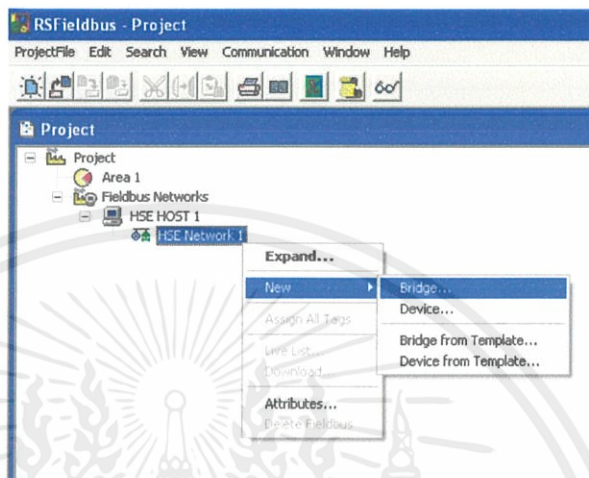 RSFieldbus - Project
ProjectFile Edit Search View Communication Window Help
Project
Project
Area 1
Fieldbus Networks
HSE HOST 1
HSE Network 1
Expand...
New
Bridge...
Device...
Assign All Tags
Bridge from Template...
Live List...
Device from Template...
Download...
Attributes...
Delete Fieldbus